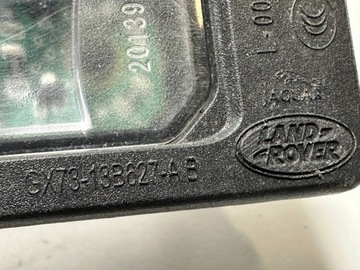 20139
L-00
JAGUAR
LAND-
-ROVER
GX73-13B627-AB